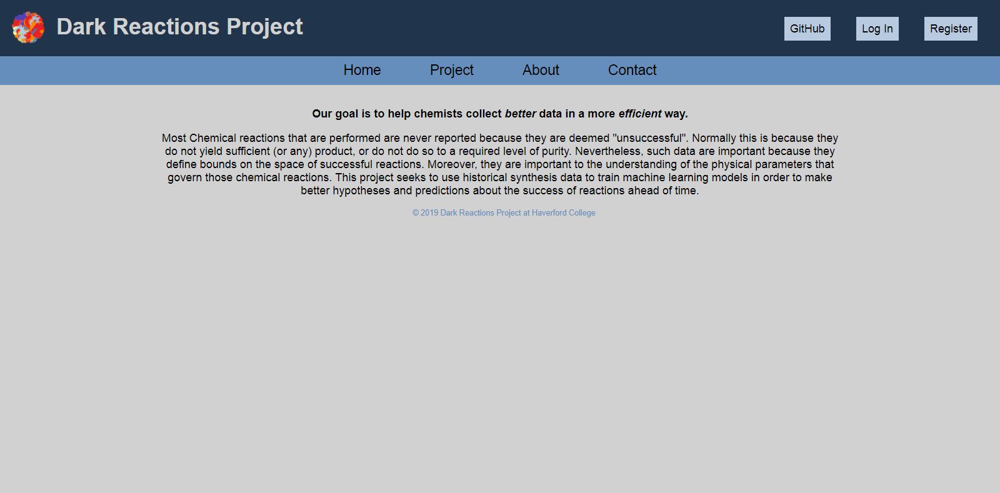 Dark Reactions Project
GitHub
Log In
Register
Home
Project
About
Contact
Our goal is to help chemists collect better data in a more efficient way.
Most Chemical reactions that are performed are never reported because they are deemed "unsuccessful". Normally this is because they
do not yield sufficient (or any) product, or do not do so to a required level of purity. Nevertheless, such data are important because they
define bounds on the space of successful reactions. Moreover, they are important to the understanding of the physical parameters that
govern those chemical reactions. This project seeks to use historical synthesis data to train machine learning models in order to make
better hypotheses and predictions about the success of reactions ahead of time.
© 2019 Dark Reactions Project at Haverford College